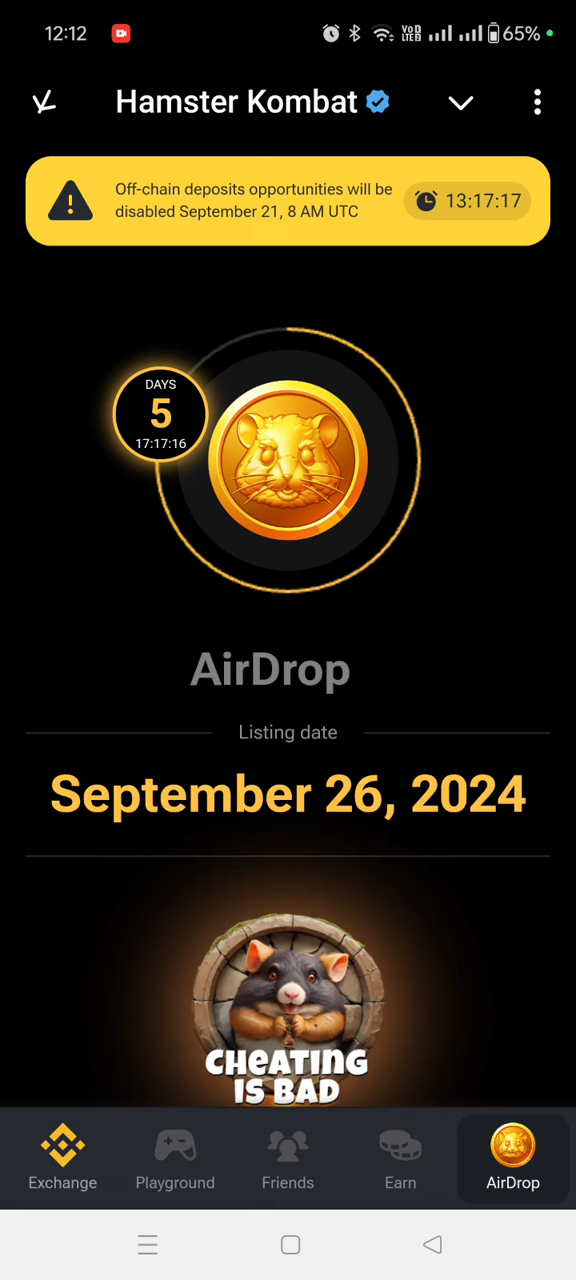 12:12
VoD
LTE2
65%
Hamster Kombat
Off-chain deposits opportunities will be
disabled September 21, 8 AM UTC
13:17:17
DAYS
5
17:17:16
AirDrop
Listing date
September 26, 2024
CHEATING
IS BAD
Exchange
Playground
Friends
Earn
AirDrop